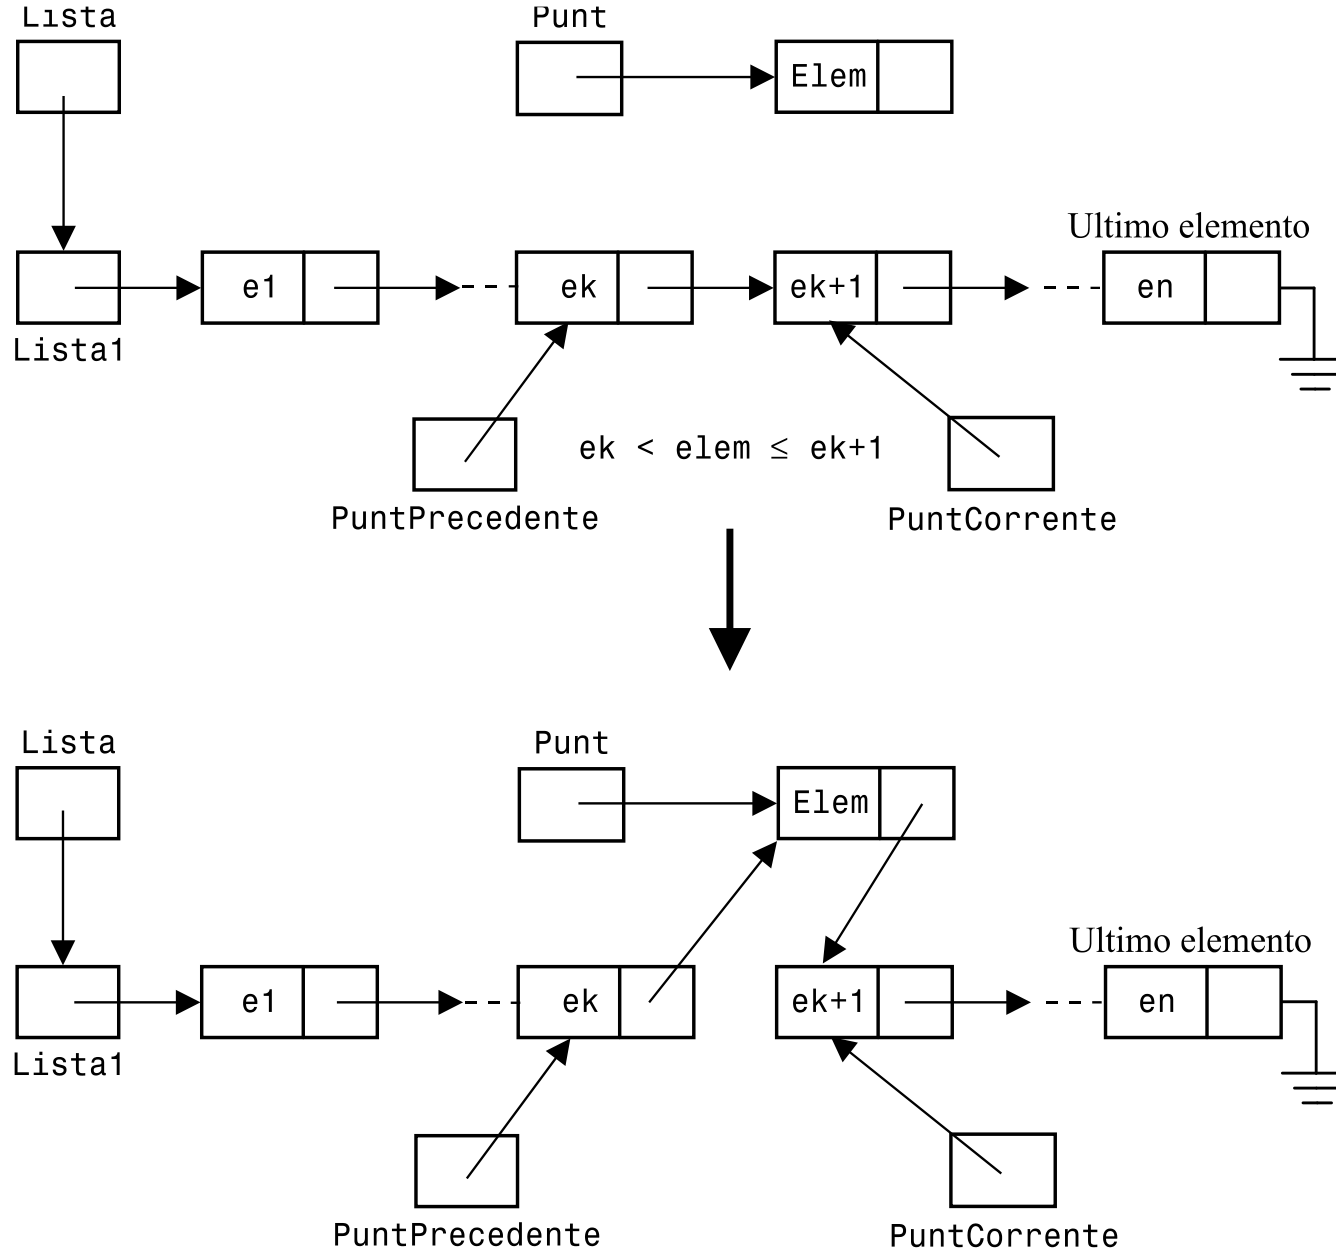 Lista
Punt
Elem
Ultimo elemento
e1
ek
ek+1
en
Lista1
ek < elem ≤ ek+1
PuntPrecedente
PuntCorrente
Lista
Punt
Elem
Ultimo elemento
e1
ek
ek+1
en
Lista1
PuntPrecedente
PuntCorrente